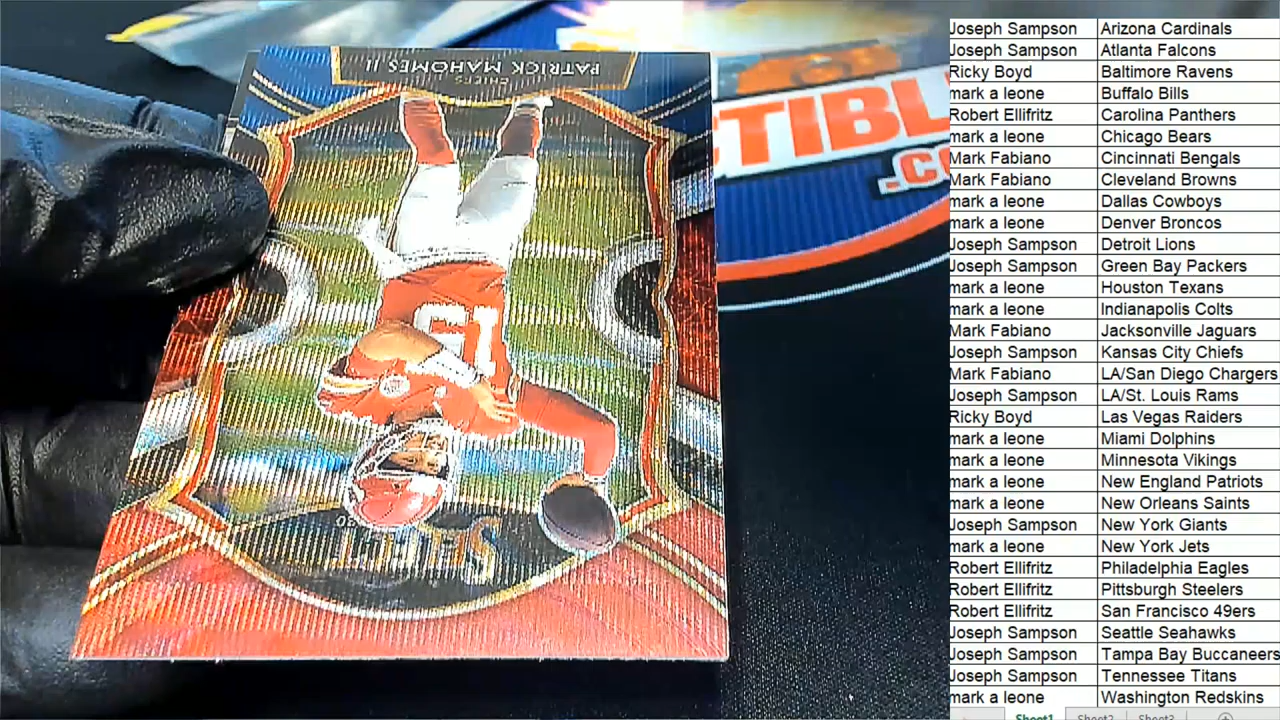 CHIEFS
PATRICK MAHOMES II
15
SELECT
20
CTIBL
.CO
Joseph Sampson Arizona Cardinals
Joseph Sampson Atlanta Falcons
Ricky Boyd Baltimore Ravens
mark a leone Buffalo Bills
Robert Ellifritz Carolina Panthers
mark a leone Chicago Bears
Mark Fabiano Cincinnati Bengals
Mark Fabiano Cleveland Browns
mark a leone Dallas Cowboys
mark a leone Denver Broncos
Joseph Sampson Detroit Lions
Joseph Sampson Green Bay Packers
mark a leone Houston Texans
mark a leone Indianapolis Colts
Mark Fabiano Jacksonville Jaguars
Joseph Sampson Kansas City Chiefs
Mark Fabiano LA/San Diego Chargers
Joseph Sampson LA/St. Louis Rams
Ricky Boyd Las Vegas Raiders
mark a leone Miami Dolphins
mark a leone Minnesota Vikings
mark a leone New England Patriots
mark a leone New Orleans Saints
Joseph Sampson New York Giants
mark a leone New York Jets
Robert Ellifritz Philadelphia Eagles
Robert Ellifritz Pittsburgh Steelers
Robert Ellifritz San Francisco 49ers
Joseph Sampson Seattle Seahawks
Joseph Sampson Tampa Bay Buccaneers
Joseph Sampson Tennessee Titans
mark a leone Washington Redskins
Sheet1 Sheet2 Sheet3